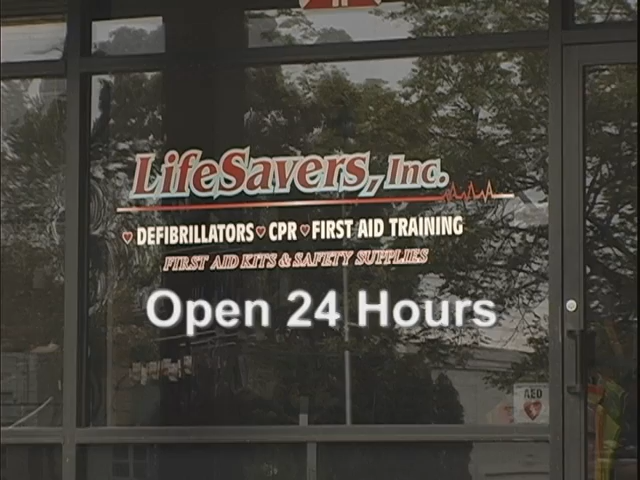 LifeSavers, Inc.
DEFIBRILLATORS CPR FIRST AID TRAINING
FIRST AID KITS & SAFETY SUPPLIES
Open 24 Hours
AED